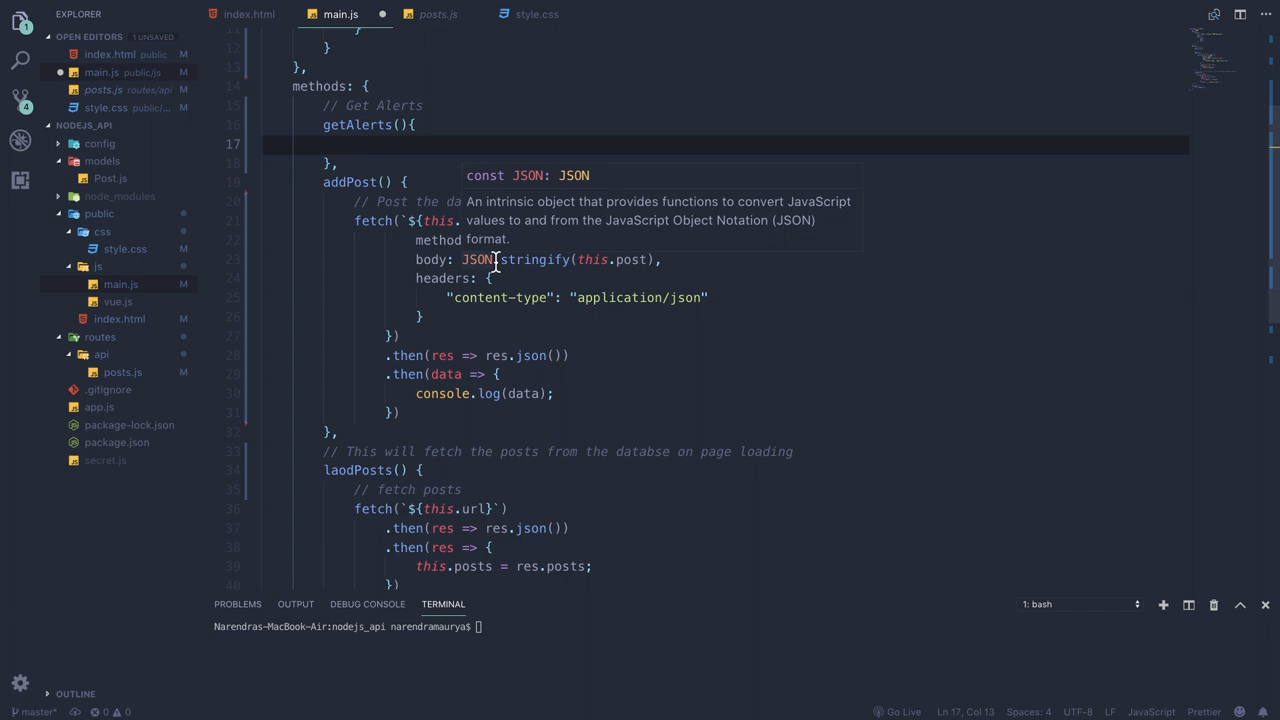 EXPLORER
index.html
main.js
posts.js
style.css
OPEN EDITORS 1 UNSAVED
index.html public M
main.js public/js M
posts.js routes/api M
style.css public/... M
NODEJS_API
config
models
Post.js
node_modules
public
css
style.css M
js
main.js M
vue.js
index.html M
routes
api
posts.js M
.gitignore
app.js
package-lock.json
package.json
secret.js
OUTLINE
1
4
11 }
12 }
13 },
14 methods: {
15 // Get Alerts
16 getAlerts(){
17
18 },
19 addPost() {
20 // Post the da
21 fetch(`${this.
22 method
23 body: JSON.stringify(this.post),
24 headers: {
25 "content-type": "application/json"
26 }
27 })
28 .then(res => res.json())
29 .then(data => {
30 console.log(data);
31 })
32 },
33 // This will fetch the posts from the databse on page loading
34 laodPosts() {
35 // fetch posts
36 fetch(`${this.url}`)
37 .then(res => res.json())
38 .then(res => {
39 this.posts = res.posts;
40 })
const JSON: JSON
An intrinsic object that provides functions to convert JavaScript
values to and from the JavaScript Object Notation (JSON)
format.
PROBLEMS OUTPUT DEBUG CONSOLE TERMINAL 1: bash
Narendras-MacBook-Air:nodejs_api narendramaurya$
master* 0 0 Go Live Ln 17, Col 13 Spaces: 4 UTF-8 LF JavaScript Prettier